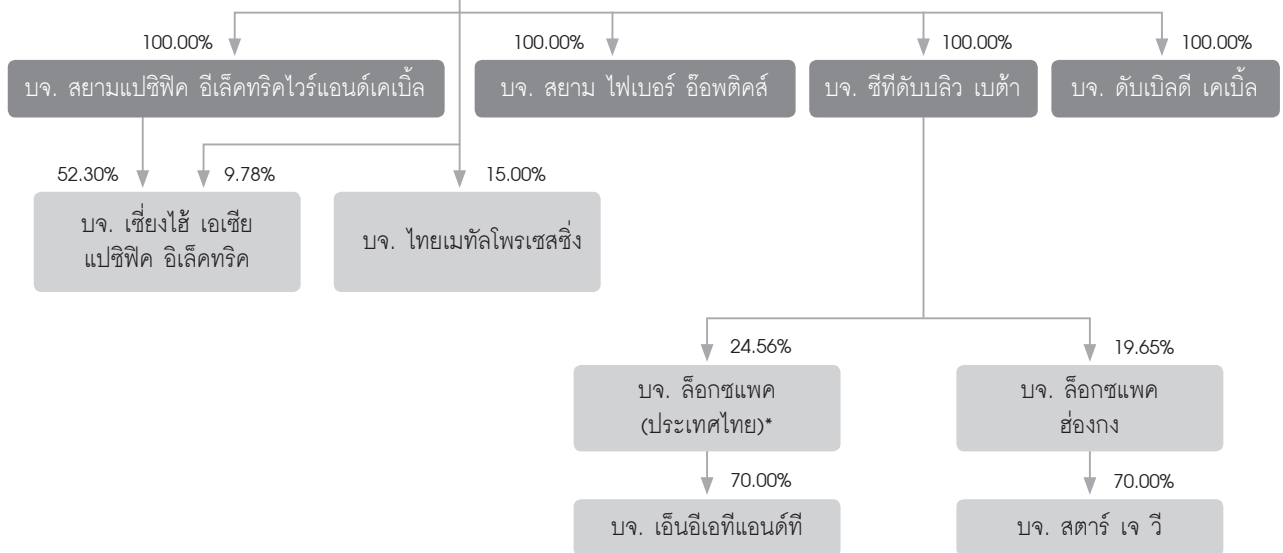 100.00%
100.00%
100.00%
100.00%
บจ. สยามแปซิฟิค อีเล็คทริคไวร์แอนด์เคเบิ้ล
บจ. สยาม ไฟเบอร์ อ๊อพติคส์
บจ. ซีทีดับบลิว เบต้า
บจ. ดับเบิลดี เคเบิ้ล
52.30%
9.78%
15.00%
บจ. เซี่ยงไฮ้ เอเซีย
แปซิฟิค อิเล็คทริค
บจ. ไทยเมทัลโพรเซสซิ่ง
24.56%
19.65%
บจ. ล็อกซแพค
(ประเทศไทย)*
บจ. ล็อกซแพค
ฮ่องกง
70.00%
70.00%
บจ. เอ็นอีเอทีแอนด์ที
บจ. สตาร์ เจ วี